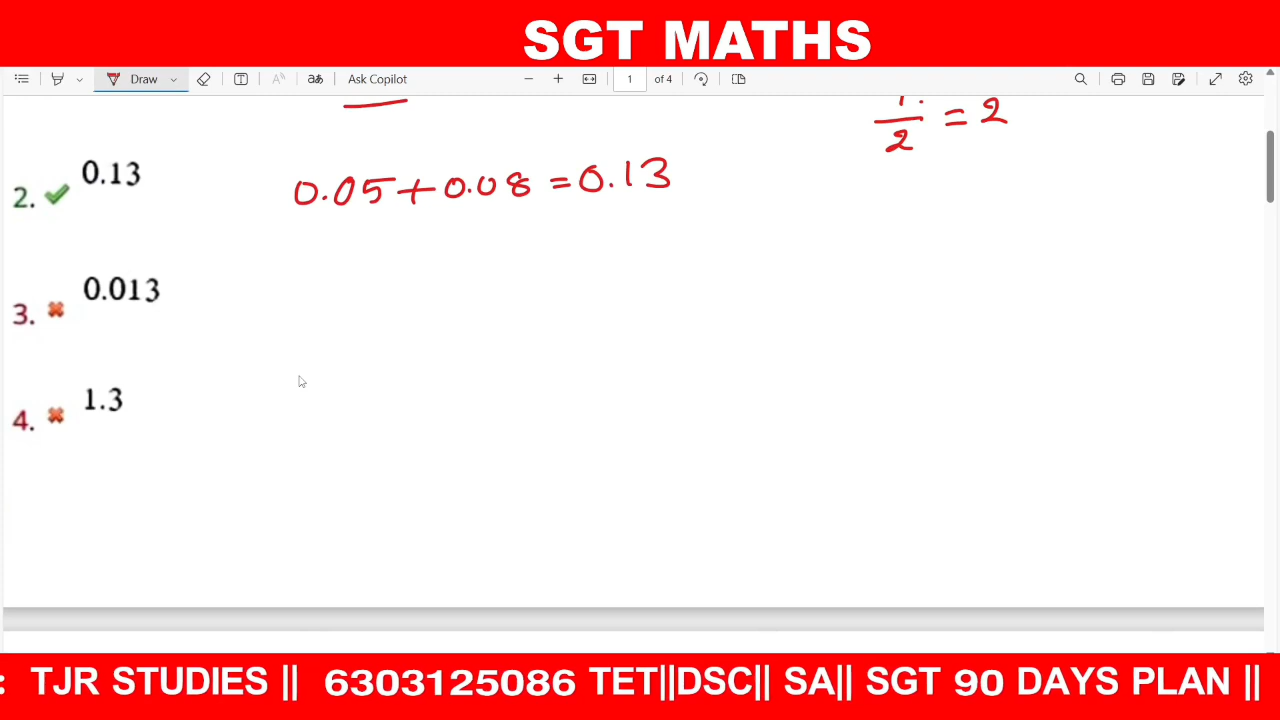 SGT MATHS
Draw
Ask Copilot
1 of 4
2 = 2
2. 0.13
0.05+0.08=0.13
3. 0.013
4. 1.3
: TJR STUDIES || 6303125086 TET||DSC|| SA|| SGT 90 DAYS PLAN ||